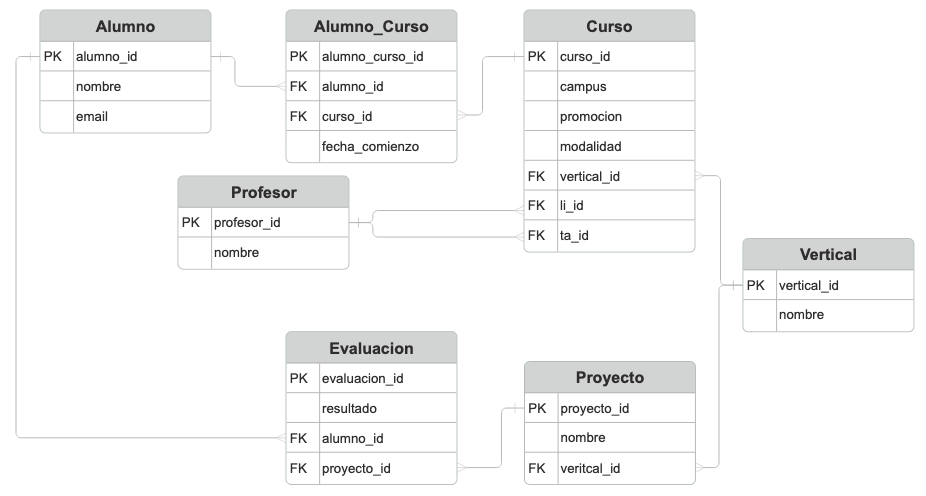 Alumno
PK alumno_id
nombre
email
Alumno_Curso
PK alumno_curso_id
FK alumno_id
FK curso_id
fecha_comienzo
Curso
PK curso_id
campus
promocion
modalidad
FK vertical_id
FK li_id
FK ta_id
Profesor
PK profesor_id
nombre
Vertical
PK vertical_id
nombre
Evaluacion
PK evaluacion_id
resultado
FK alumno_id
FK proyecto_id
Proyecto
PK proyecto_id
nombre
FK veritcal_id